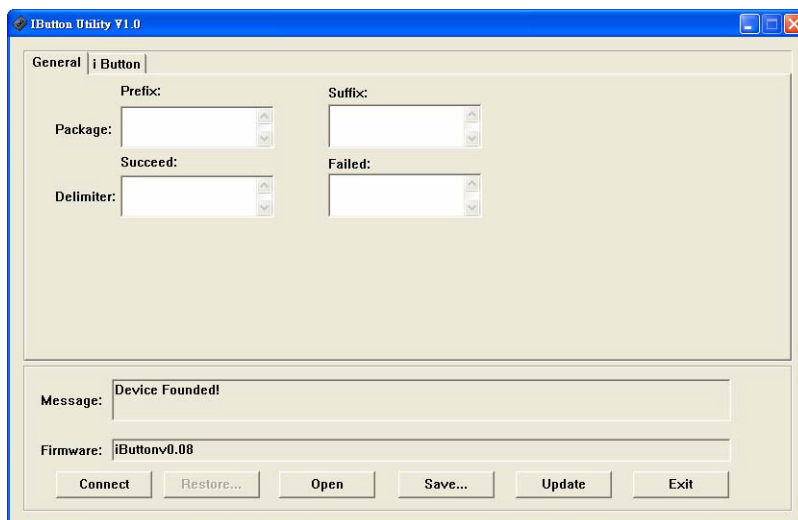 IButton Utility V1.0
General i Button
Prefix: Suffix:
Package:
Succeed: Failed:
Delimiter:
Message: Device Founded!
Firmware: iButtonv0.08
Connect Restore... Open Save... Update Exit